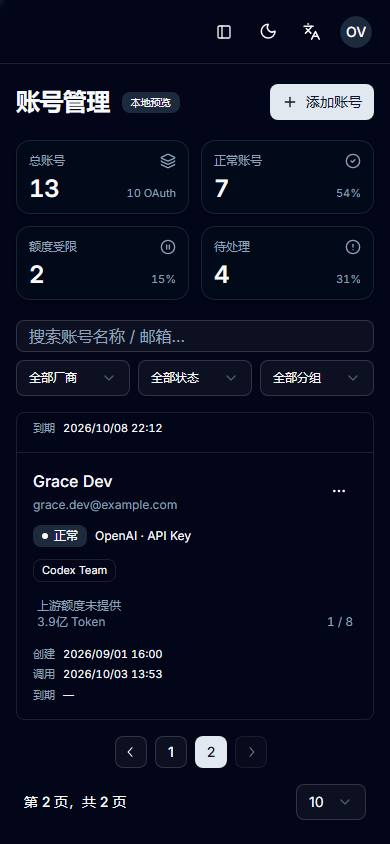 OV
账号管理
本地预览
添加账号
总账号
13
10 OAuth
正常账号
7
54%
额度受限
2
15%
待处理
4
31%
搜索账号名称 / 邮箱...
全部厂商
全部状态
全部分组
到期 2026/10/08 22:12
Grace Dev
grace.dev@example.com
正常 OpenAI · API Key
Codex Team
上游额度未提供
3.9亿 Token
1 / 8
创建 2026/09/01 16:00
调用 2026/10/03 13:53
到期 —
1
2
第 2 页，共 2 页
10